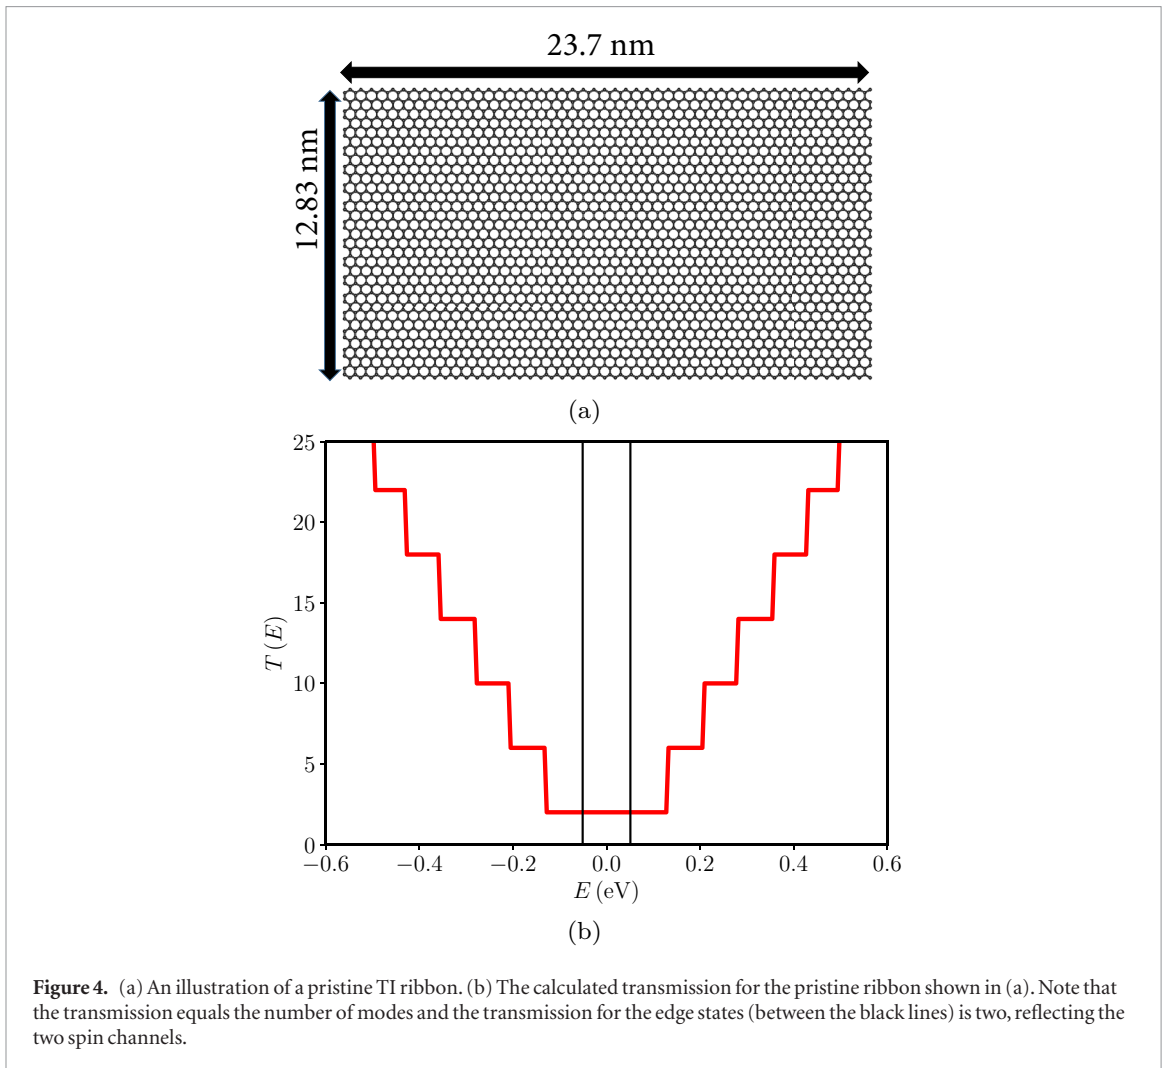 23.7 nm
12.83 nm
(a)
25
20
15
10
5
0
T (E)
−0.6
−0.4
−0.2
0.0
0.2
0.4
0.6
E (eV)
(b)
Figure 4. (a) An illustration of a pristine TI ribbon. (b) The calculated transmission for the pristine ribbon shown in (a). Note that
the transmission equals the number of modes and the transmission for the edge states (between the black lines) is two, reflecting the
two spin channels.